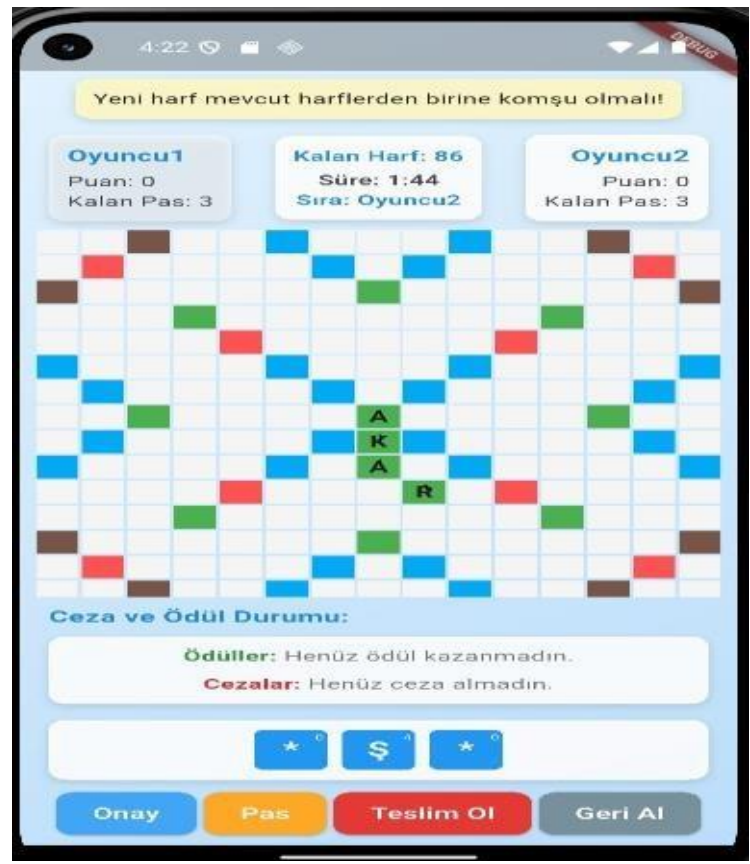 4:22
DEBUG
Yeni harf mevcut harflerden birine komşu olmalı!
Oyuncu1
Puan: 0
Kalan Pas: 3
Kalan Harf: 86
Süre: 1:44
Sıra: Oyuncu2
Oyuncu2
Puan: 0
Kalan Pas: 3
A
K
A
R
Ceza ve Ödül Durumu:
Ödüller: Henüz ödül kazanmadın.
Cezalar: Henüz ceza almadın.
* 0 Ş 4 * 0
Onay Pas Teslim Ol Geri Al